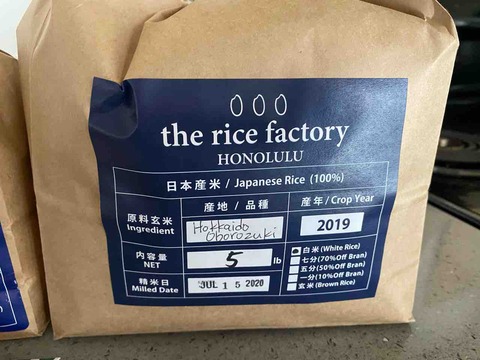 the rice factory
HONOLULU
日本産米 / Japanese Rice (100%)
原料玄米
Ingredient
産地 / 品種
Hokkaido
Oborozuki
産年 / Crop Year
2019
内容量
NET
5 lb
精米日
Milled Date
JUL 15 2020
白米 (White Rice)
七分 (70%Off Bran)
五分 (50%Off Bran)
一分 (10%Off Bran)
玄米 (Brown Rice)